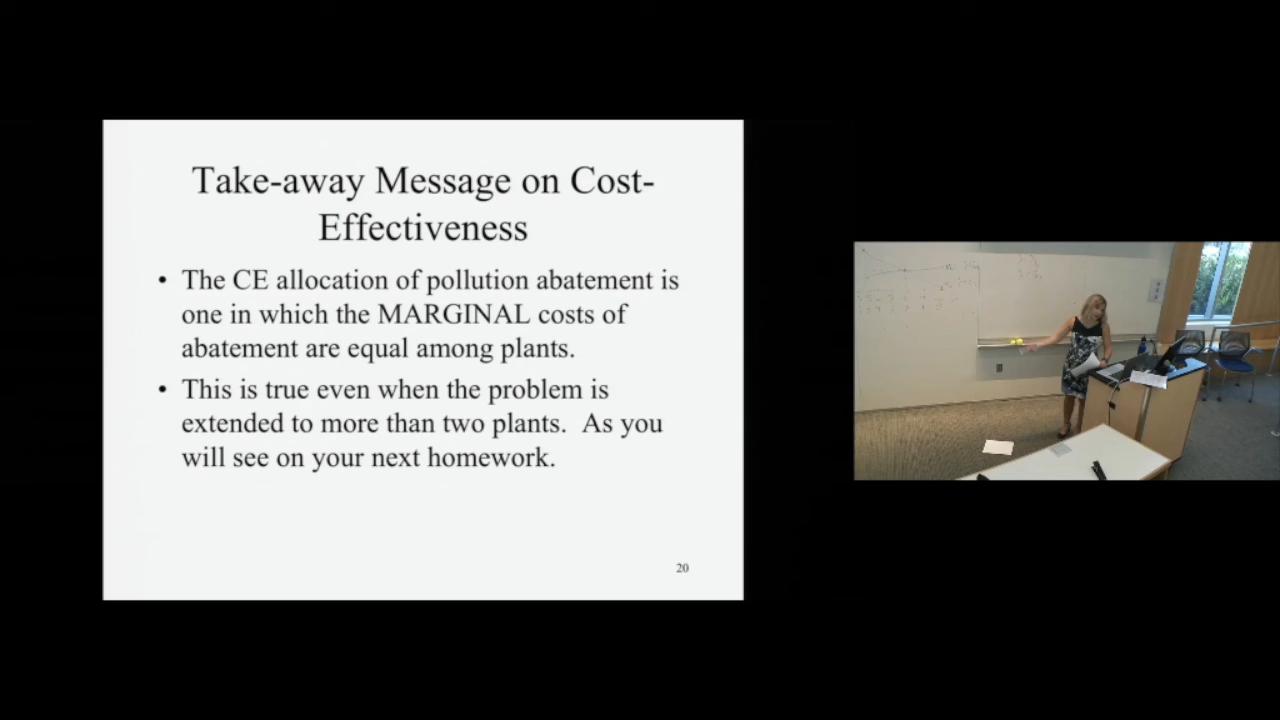 Take-away Message on Cost-
Effectiveness
• The CE allocation of pollution abatement is
one in which the MARGINAL costs of
abatement are equal among plants.
• This is true even when the problem is
extended to more than two plants.  As you
will see on your next homework.
20